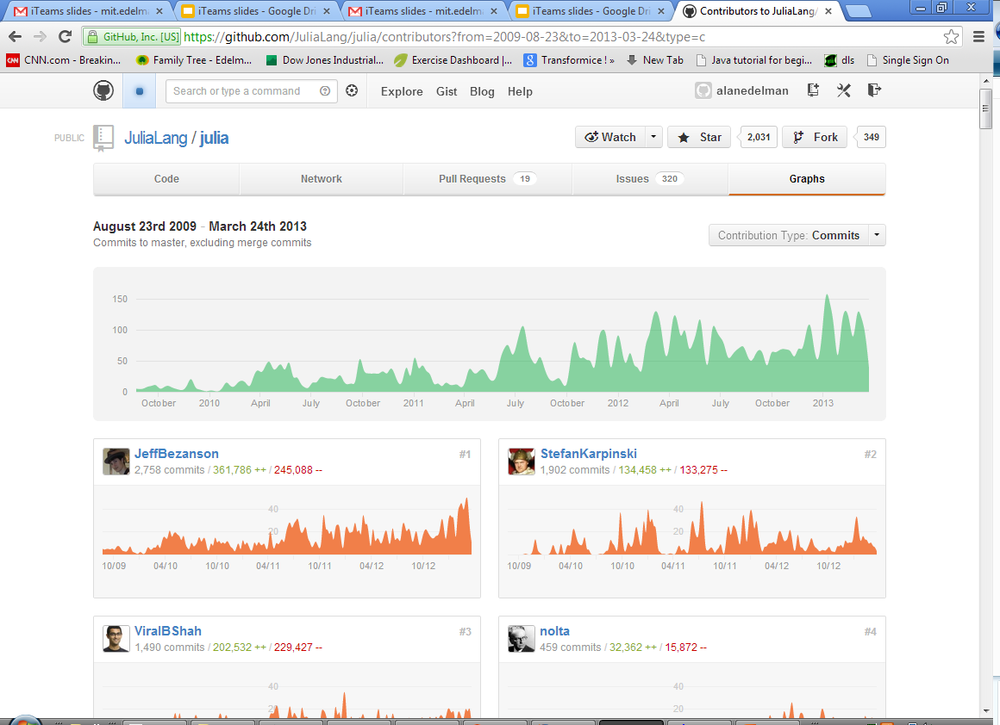 iTeams slides - mit.edelm
iTeams slides - Google Dri
iTeams slides - mit.edelm
iTeams slides - Google Dri
Contributors to JuliaLang/
GitHub, Inc. [US] https://github.com/JuliaLang/julia/contributors?from=2009-08-23&to=2013-03-24&type=c
CNN CNN.com - Breakin... Family Tree - Edelm... Dow Jones Industrial... Exercise Dashboard |... Transformice ! » New Tab Java tutorial for begi... dls Single Sign On
Search or type a command Explore Gist Blog Help alanedelman
PUBLIC JuliaLang / julia Watch Star 2,031 Fork 349
Code Network Pull Requests 19 Issues 320 Graphs
August 23rd 2009 - March 24th 2013
Commits to master, excluding merge commits
Contribution Type: Commits
150
100
50
0
October 2010 April July October 2011 April July October 2012 April July October 2013
JeffBezanson #1
2,758 commits / 361,786 ++ / 245,088 --
40
20
10/09 04/10 10/10 04/11 10/11 04/12 10/12
StefanKarpinski #2
1,902 commits / 134,458 ++ / 133,275 --
40
20
10/09 04/10 10/10 04/11 10/11 04/12 10/12
ViralBShah #3
1,490 commits / 202,532 ++ / 229,427 --
40
20
nolta #4
459 commits / 32,362 ++ / 15,872 --
40
20